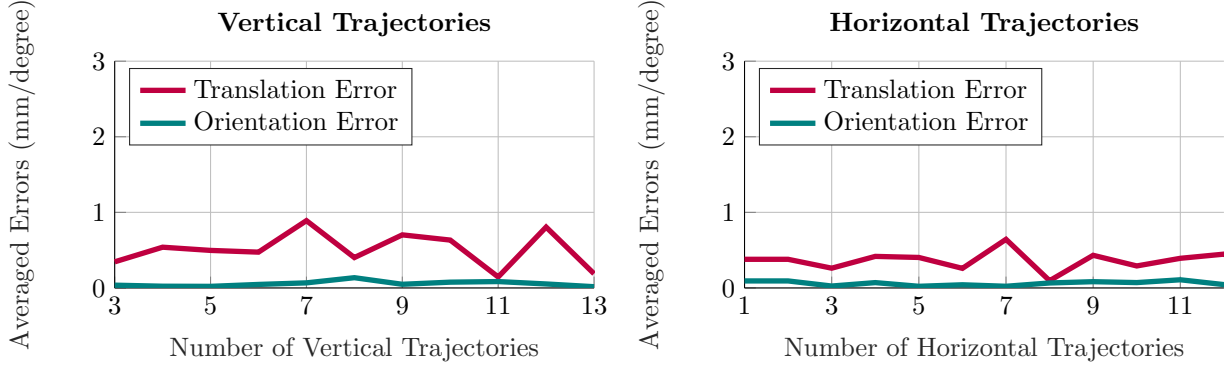 Vertical Trajectories
Averaged Errors (mm/degree)
3
2
1
0
Translation Error
Orientation Error
3 5 7 9 11 13
Number of Vertical Trajectories
Horizontal Trajectories
Averaged Errors (mm/degree)
3
2
1
0
Translation Error
Orientation Error
1 3 5 7 9 11
Number of Horizontal Trajectories